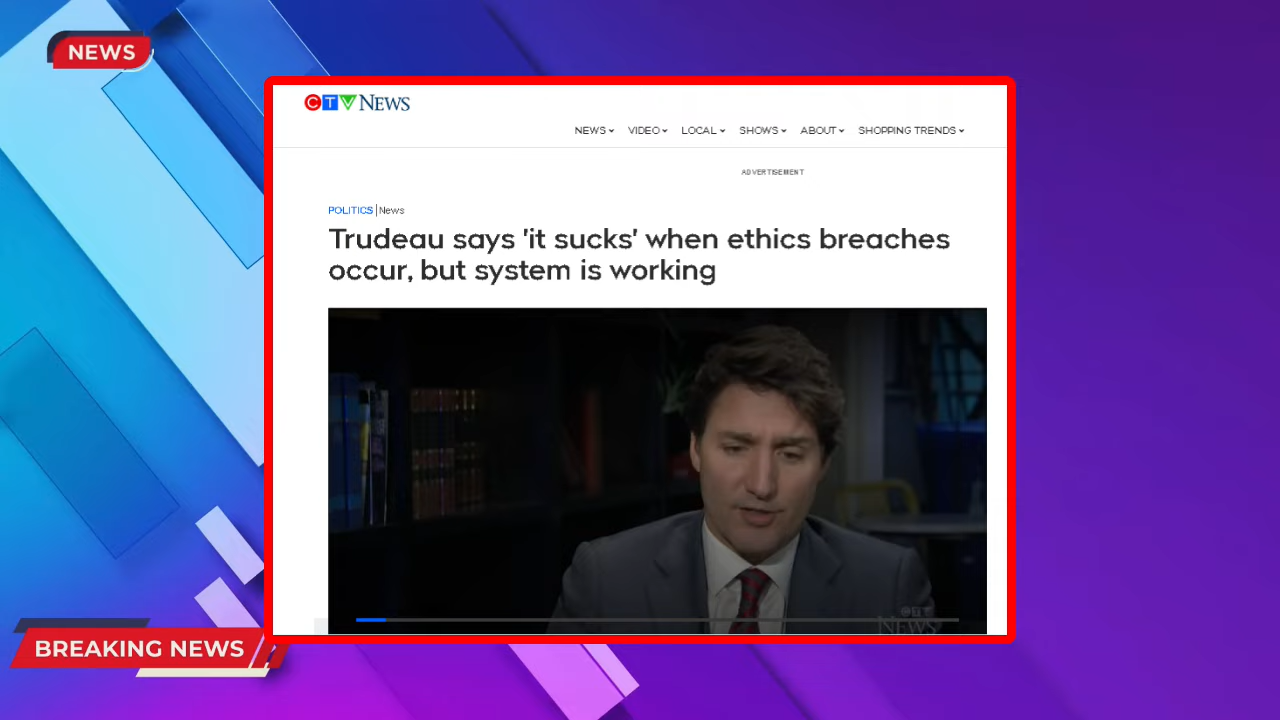 NEWS
CTV NEWS
NEWS VIDEO LOCAL SHOWS ABOUT SHOPPING TRENDS
ADVERTISEMENT
POLITICS | News
Trudeau says 'it sucks' when ethics breaches
occur, but system is working
CTV
NEWS
BREAKING NEWS